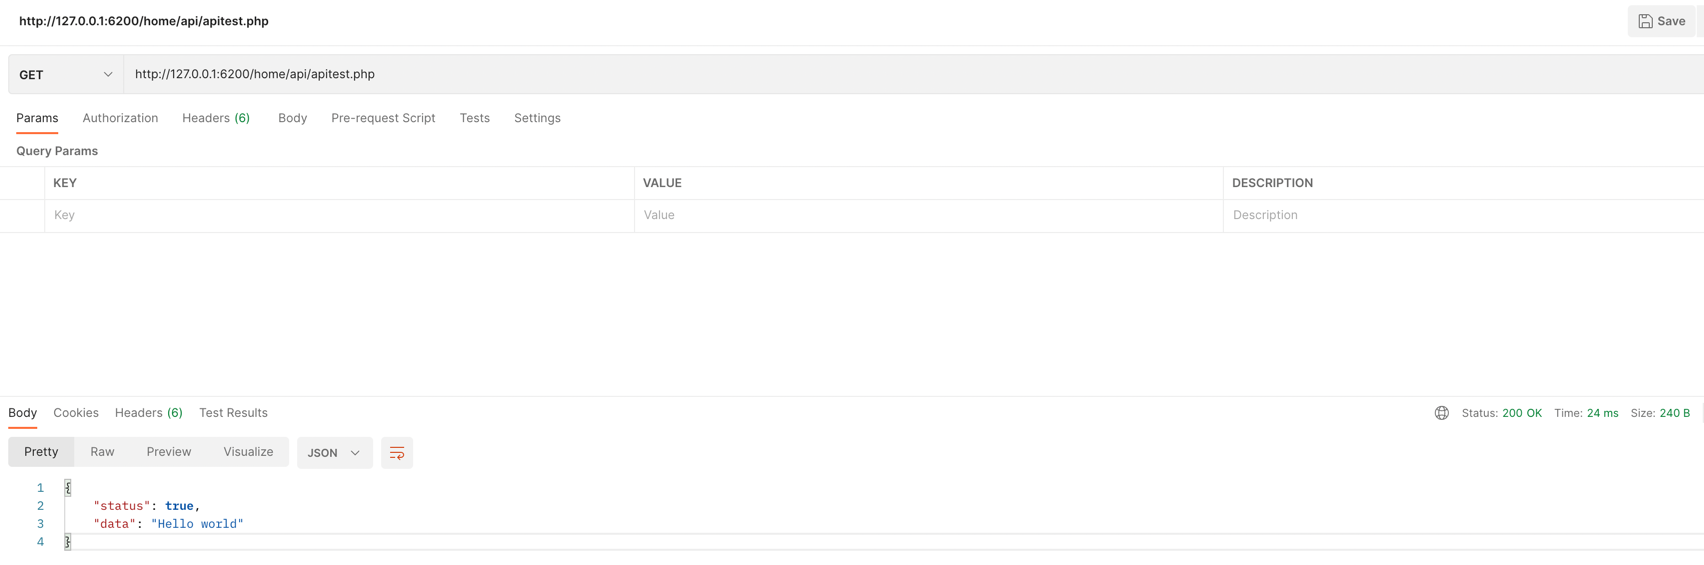 http://127.0.0.1:6200/home/api/apitest.php
Save
GET http://127.0.0.1:6200/home/api/apitest.php
Params Authorization Headers (6) Body Pre-request Script Tests Settings
Query Params
KEY VALUE DESCRIPTION
Key Value Description
Body Cookies Headers (6) Test Results Status: 200 OK Time: 24 ms Size: 240 B
Pretty Raw Preview Visualize JSON
1 {
2 "status": true,
3 "data": "Hello world"
4 }